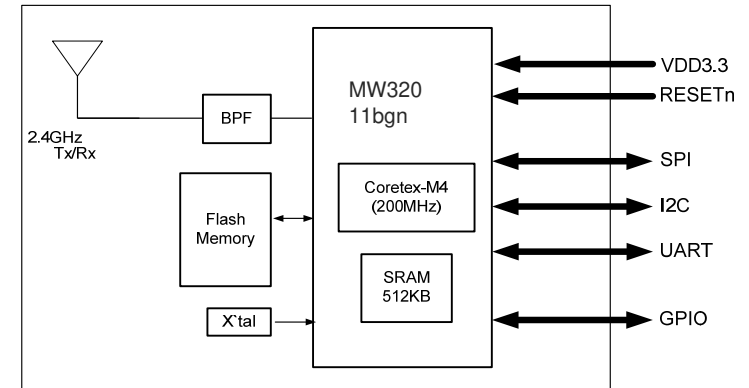 2.4GHz
Tx/Rx
BPF
Flash
Memory
X`tal
MW320
11bgn
Coretex-M4
(200MHz)
SRAM
512KB
VDD3.3
RESETn
SPI
I2C
UART
GPIO